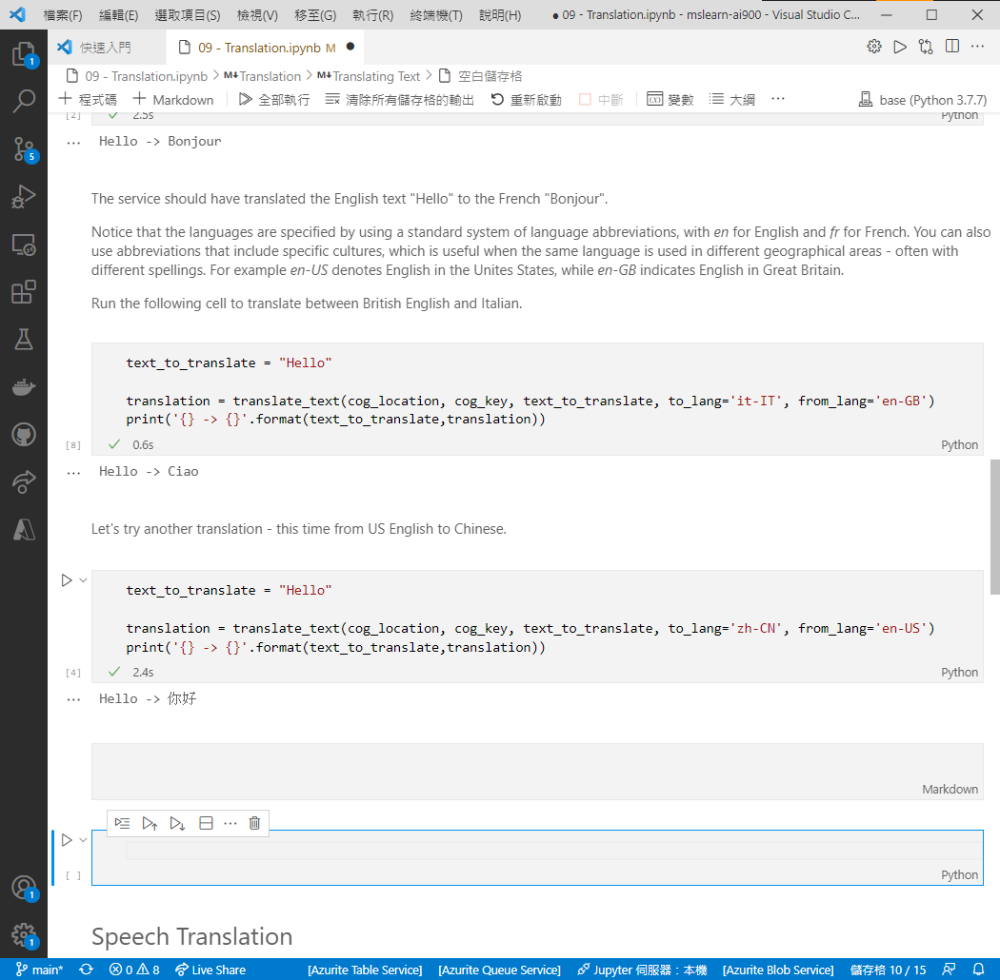 檔案(F) 編輯(E) 選取項目(S) 檢視(V) 移至(G) 執行(R) 終端機(T) 說明(H) ● 09 - Translation.ipynb - mslearn-ai900 - Visual Studio C...
快速入門 09 - Translation.ipynb M ●
09 - Translation.ipynb > M↓Translation > M↓Translating Text > 空白儲存格
+ 程式碼 + Markdown 全部執行 清除所有儲存格的輸出 重新啟動 中斷 變數 大綱 ... base (Python 3.7.7)
[2] ✓ 2.5s Python
... Hello -> Bonjour
The service should have translated the English text "Hello" to the French "Bonjour".
Notice that the languages are specified by using a standard system of language abbreviations, with en for English and fr for French. You can also
use abbreviations that include specific cultures, which is useful when the same language is used in different geographical areas - often with
different spellings. For example en-US denotes English in the Unites States, while en-GB indicates English in Great Britain.
Run the following cell to translate between British English and Italian.
text_to_translate = "Hello"
translation = translate_text(cog_location, cog_key, text_to_translate, to_lang='it-IT', from_lang='en-GB')
print('{} -> {}'.format(text_to_translate,translation))
[8] ✓ 0.6s Python
... Hello -> Ciao
Let's try another translation - this time from US English to Chinese.
text_to_translate = "Hello"
translation = translate_text(cog_location, cog_key, text_to_translate, to_lang='zh-CN', from_lang='en-US')
print('{} -> {}'.format(text_to_translate,translation))
[4] ✓ 2.4s Python
... Hello -> 你好
Markdown
[ ] Python
Speech Translation
1
5
1
1
main* 0 8 Live Share [Azurite Table Service] [Azurite Queue Service] Jupyter 伺服器：本機 [Azurite Blob Service] 儲存格 10 / 15